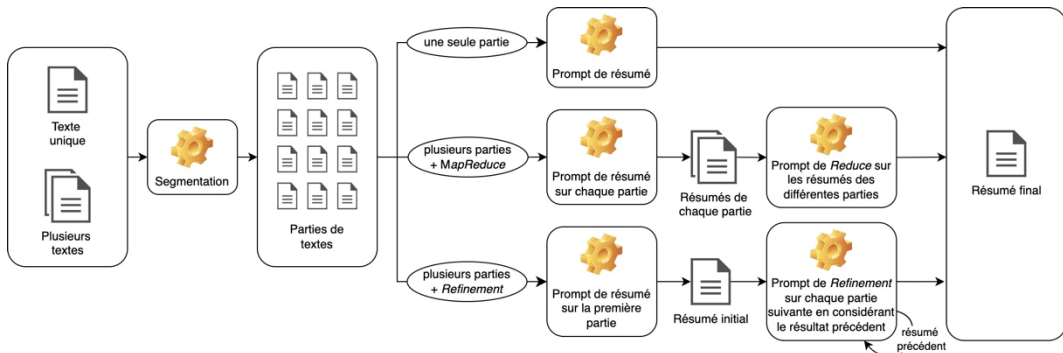 Texte
unique
Plusieurs
textes
Segmentation
Parties de
textes
une seule partie
Prompt de résumé
plusieurs parties
+ MapReduce
Prompt de résumé
sur chaque partie
Résumés de
chaque partie
Prompt de Reduce sur
les résumés des
différentes parties
plusieurs parties
+ Refinement
Prompt de résumé
sur la première
partie
Résumé initial
Prompt de Refinement
sur chaque partie
suivante en considérant
le résultat précédent
résumé
précédent
Résumé final